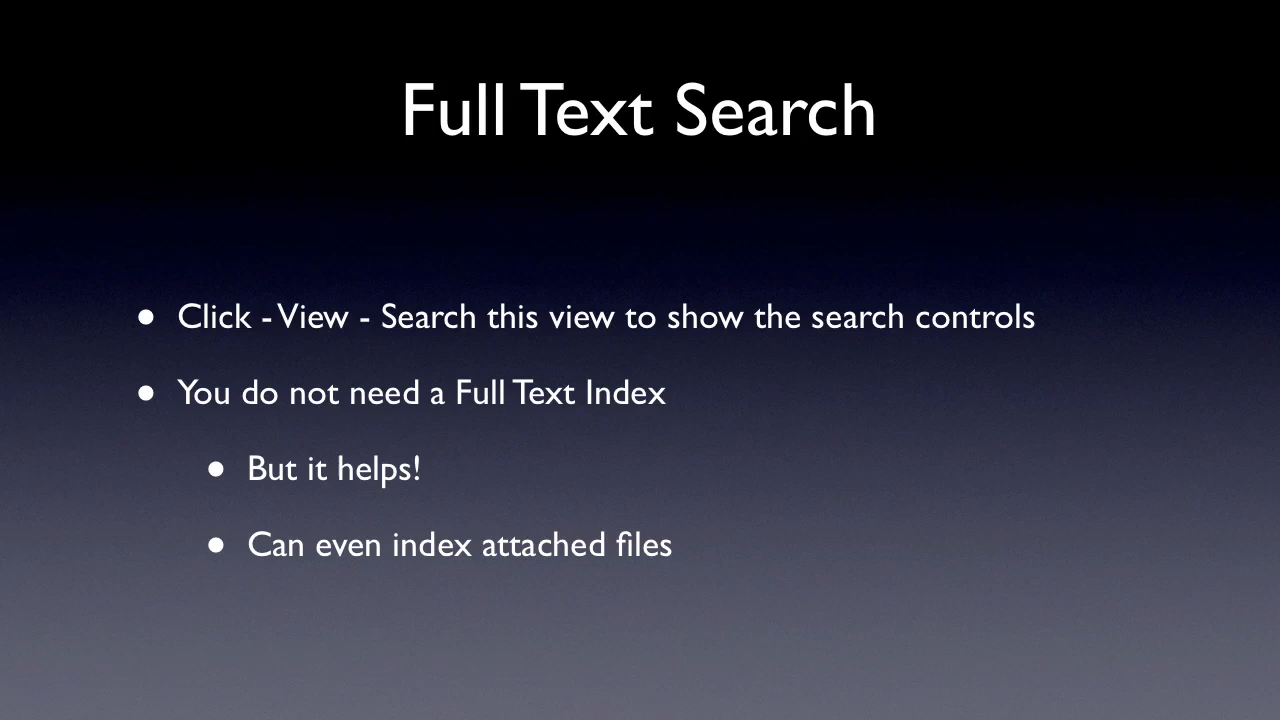 Full Text Search
• Click - View - Search this view to show the search controls
• You do not need a Full Text Index
• But it helps!
• Can even index attached files